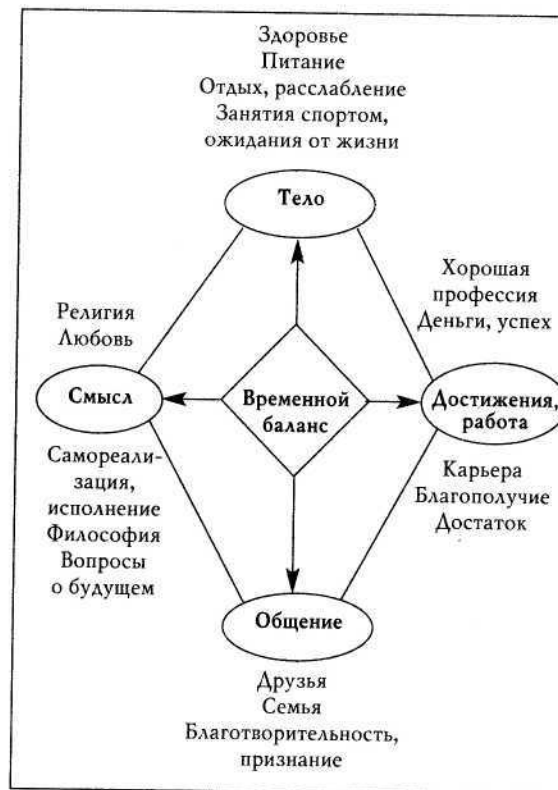 Здоровье
Питание
Отдых, расслабление
Занятия спортом,
ожидания от жизни
Тело
Хорошая
профессия
Деньги, успех
Религия
Любовь
Смысл
Временной
баланс
Достижения,
работа
Самореали-
зация,
исполнение
Философия
Вопросы
о будущем
Карьера
Благополучие
Достаток
Общение
Друзья
Семья
Благотворительность,
признание